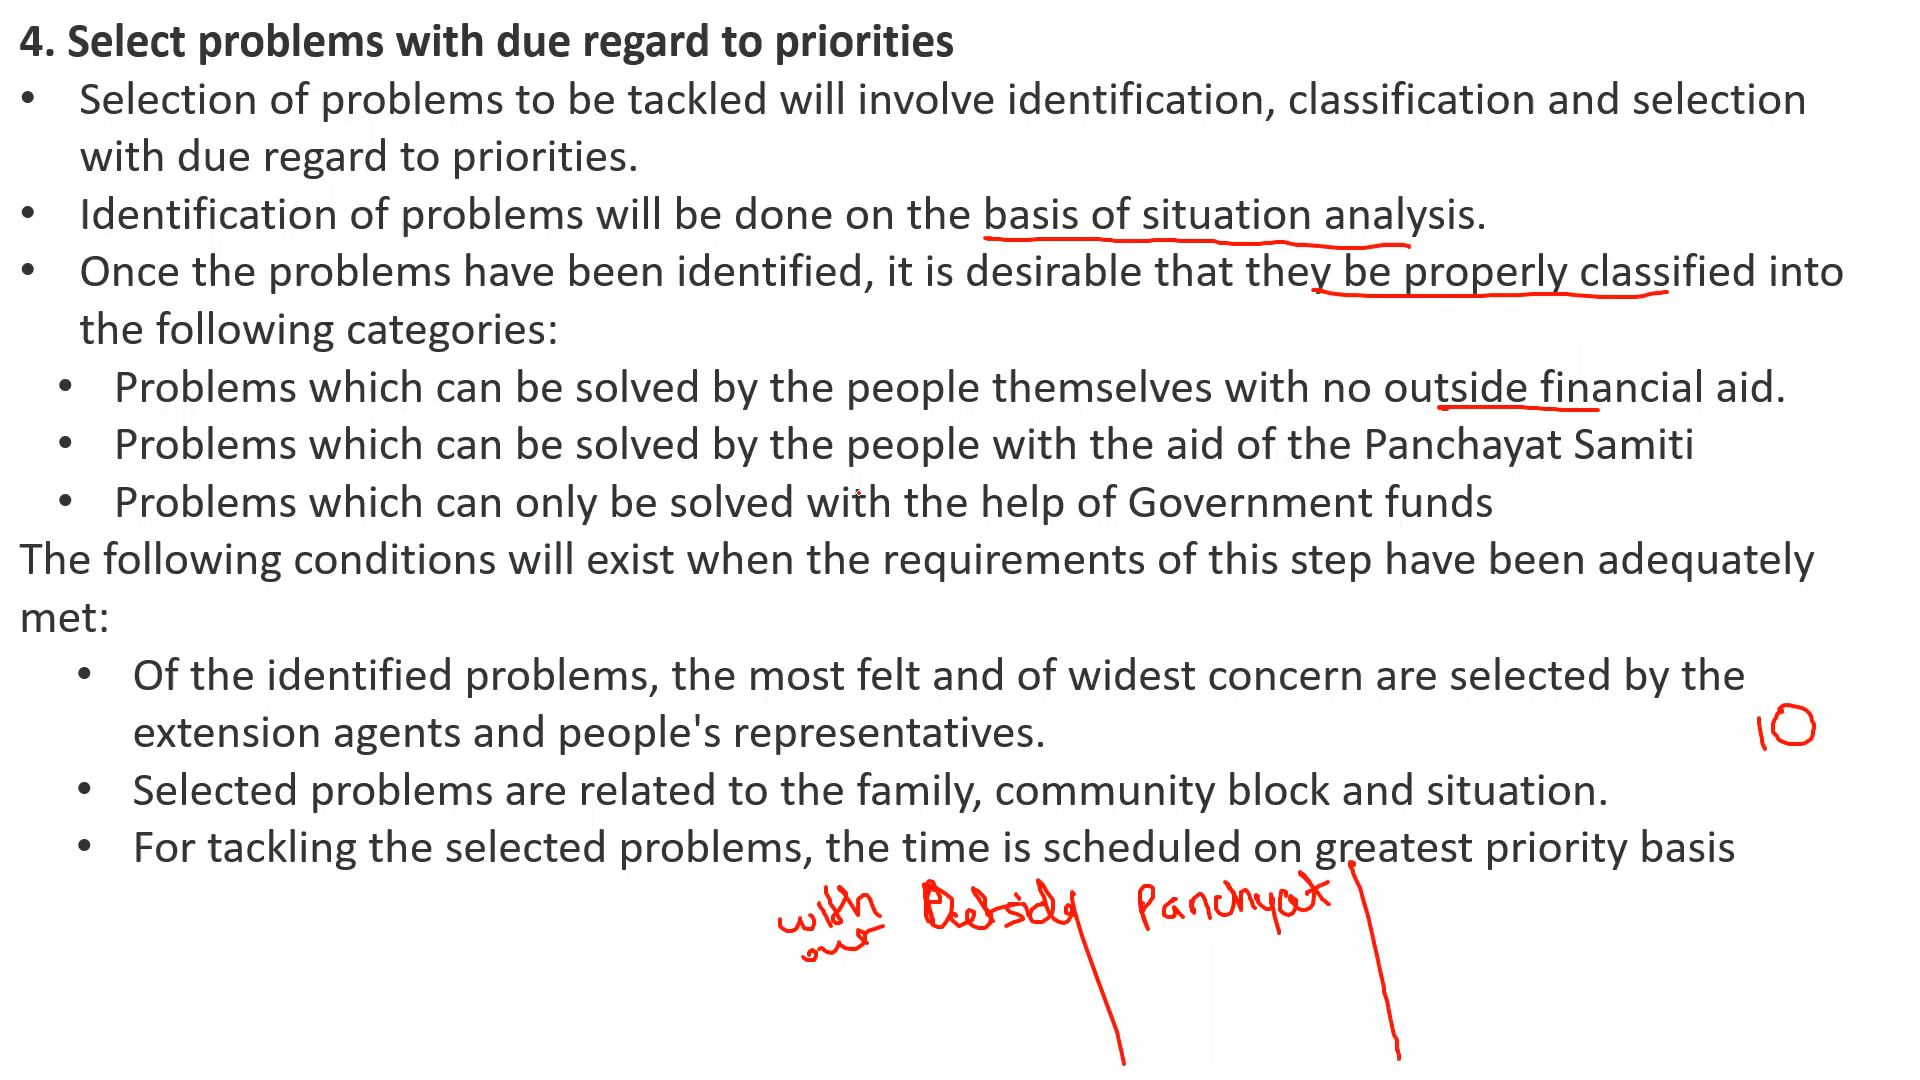 4. Select problems with due regard to priorities
• Selection of problems to be tackled will involve identification, classification and selection
with due regard to priorities.
• Identification of problems will be done on the basis of situation analysis.
• Once the problems have been identified, it is desirable that they be properly classified into
the following categories:
• Problems which can be solved by the people themselves with no outside financial aid.
• Problems which can be solved by the people with the aid of the Panchayat Samiti
• Problems which can only be solved with the help of Government funds
The following conditions will exist when the requirements of this step have been adequately
met:
• Of the identified problems, the most felt and of widest concern are selected by the
extension agents and people's representatives.
10
• Selected problems are related to the family, community block and situation.
• For tackling the selected problems, the time is scheduled on greatest priority basis
with outside Panchyat
out